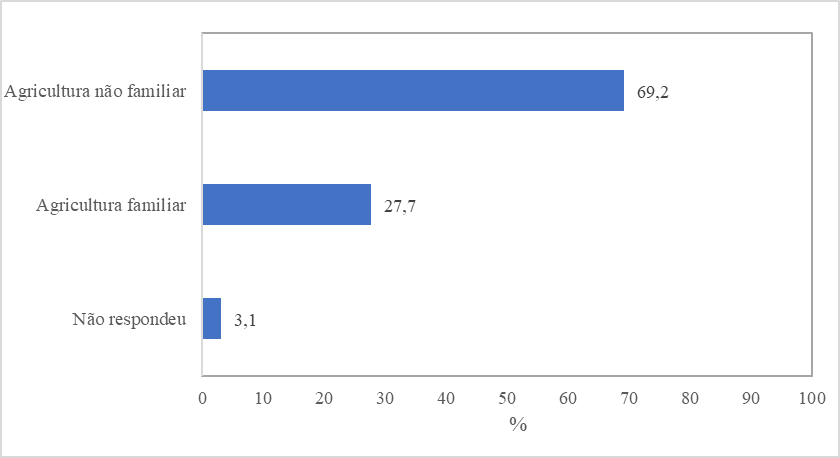 Agricultura não familiar
69,2
Agricultura familiar
27,7
Não respondeu
3,1
0 10 20 30 40 50 60 70 80 90 100
%